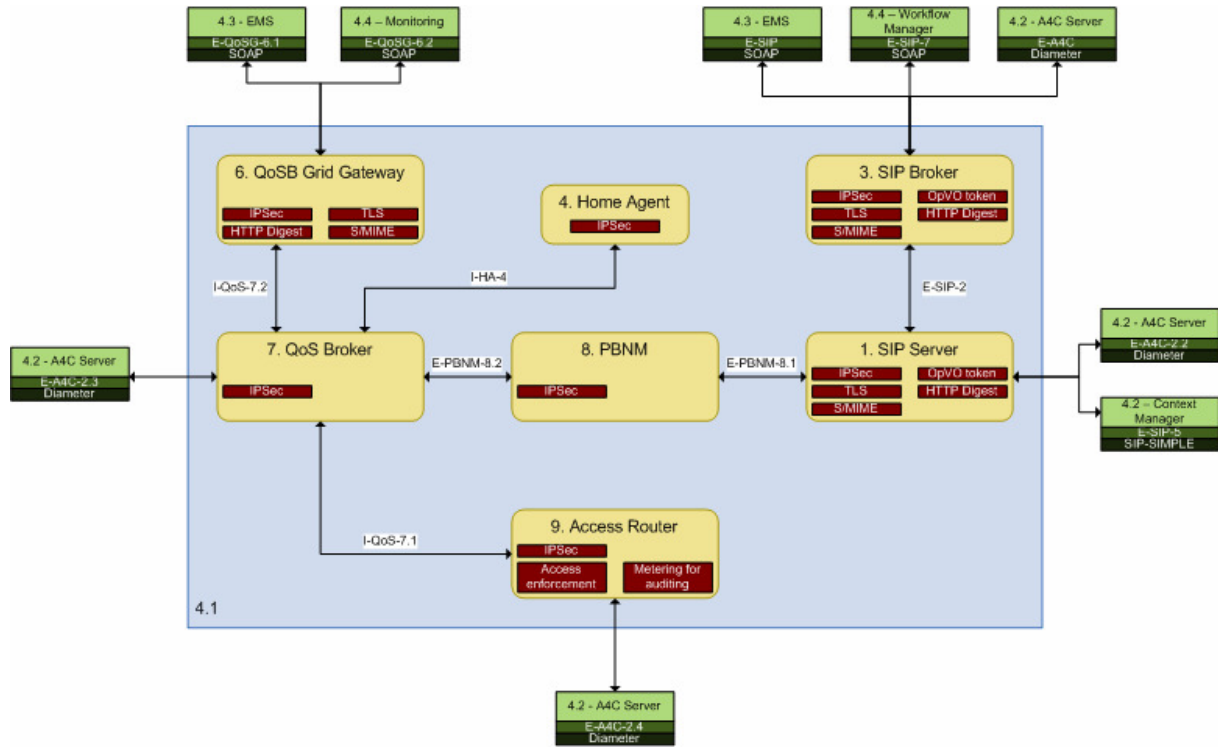 4.3 - EMS
E-QoSG-6.1
SOAP
4.4 – Monitoring
E-QoSG-6.2
SOAP
4.3 - EMS
E-SIP
SOAP
4.4 – Workflow
Manager
E-SIP-7
SOAP
4.2 - A4C Server
E-A4C
Diameter
6. QoSB Grid Gateway
IPSec
TLS
HTTP Digest
S/MIME
4. Home Agent
IPSec
3. SIP Broker
IPSec
OpVO token
TLS
HTTP Digest
S/MIME
I-QoS-7.2
I-HA-4
E-SIP-2
4.2 - A4C Server
E-A4C-2.3
Diameter
7. QoS Broker
IPSec
E-PBNM-8.2
8. PBNM
IPSec
E-PBNM-8.1
1. SIP Server
IPSec
OpVO token
TLS
HTTP Digest
S/MIME
4.2 - A4C Server
E-A4C-2.2
Diameter
4.2 – Context
Manager
E-SIP-5
SIP-SIMPLE
I-QoS-7.1
9. Access Router
IPSec
Access
enforcement
Metering for
auditing
4.1
4.2 - A4C Server
E-A4C-2.4
Diameter